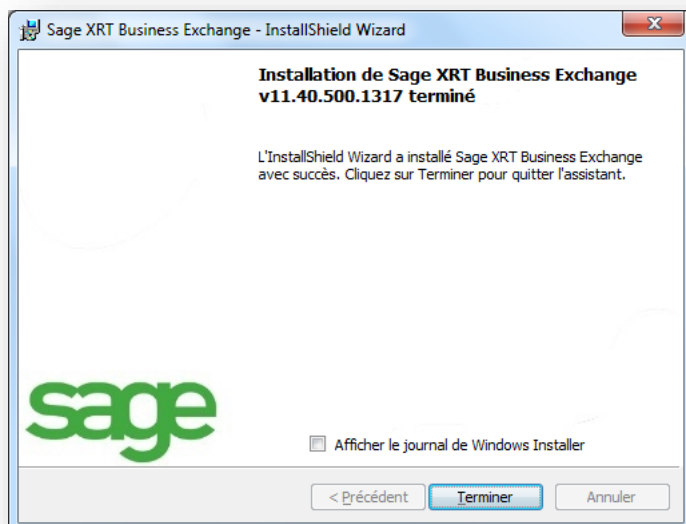 Sage XRT Business Exchange - InstallShield Wizard
Installation de Sage XRT Business Exchange
v11.40.500.1317 terminé
L'InstallShield Wizard a installé Sage XRT Business Exchange
avec succès. Cliquez sur Terminer pour quitter l'assistant.
sage
Afficher le journal de Windows Installer
< Précédent Terminer Annuler